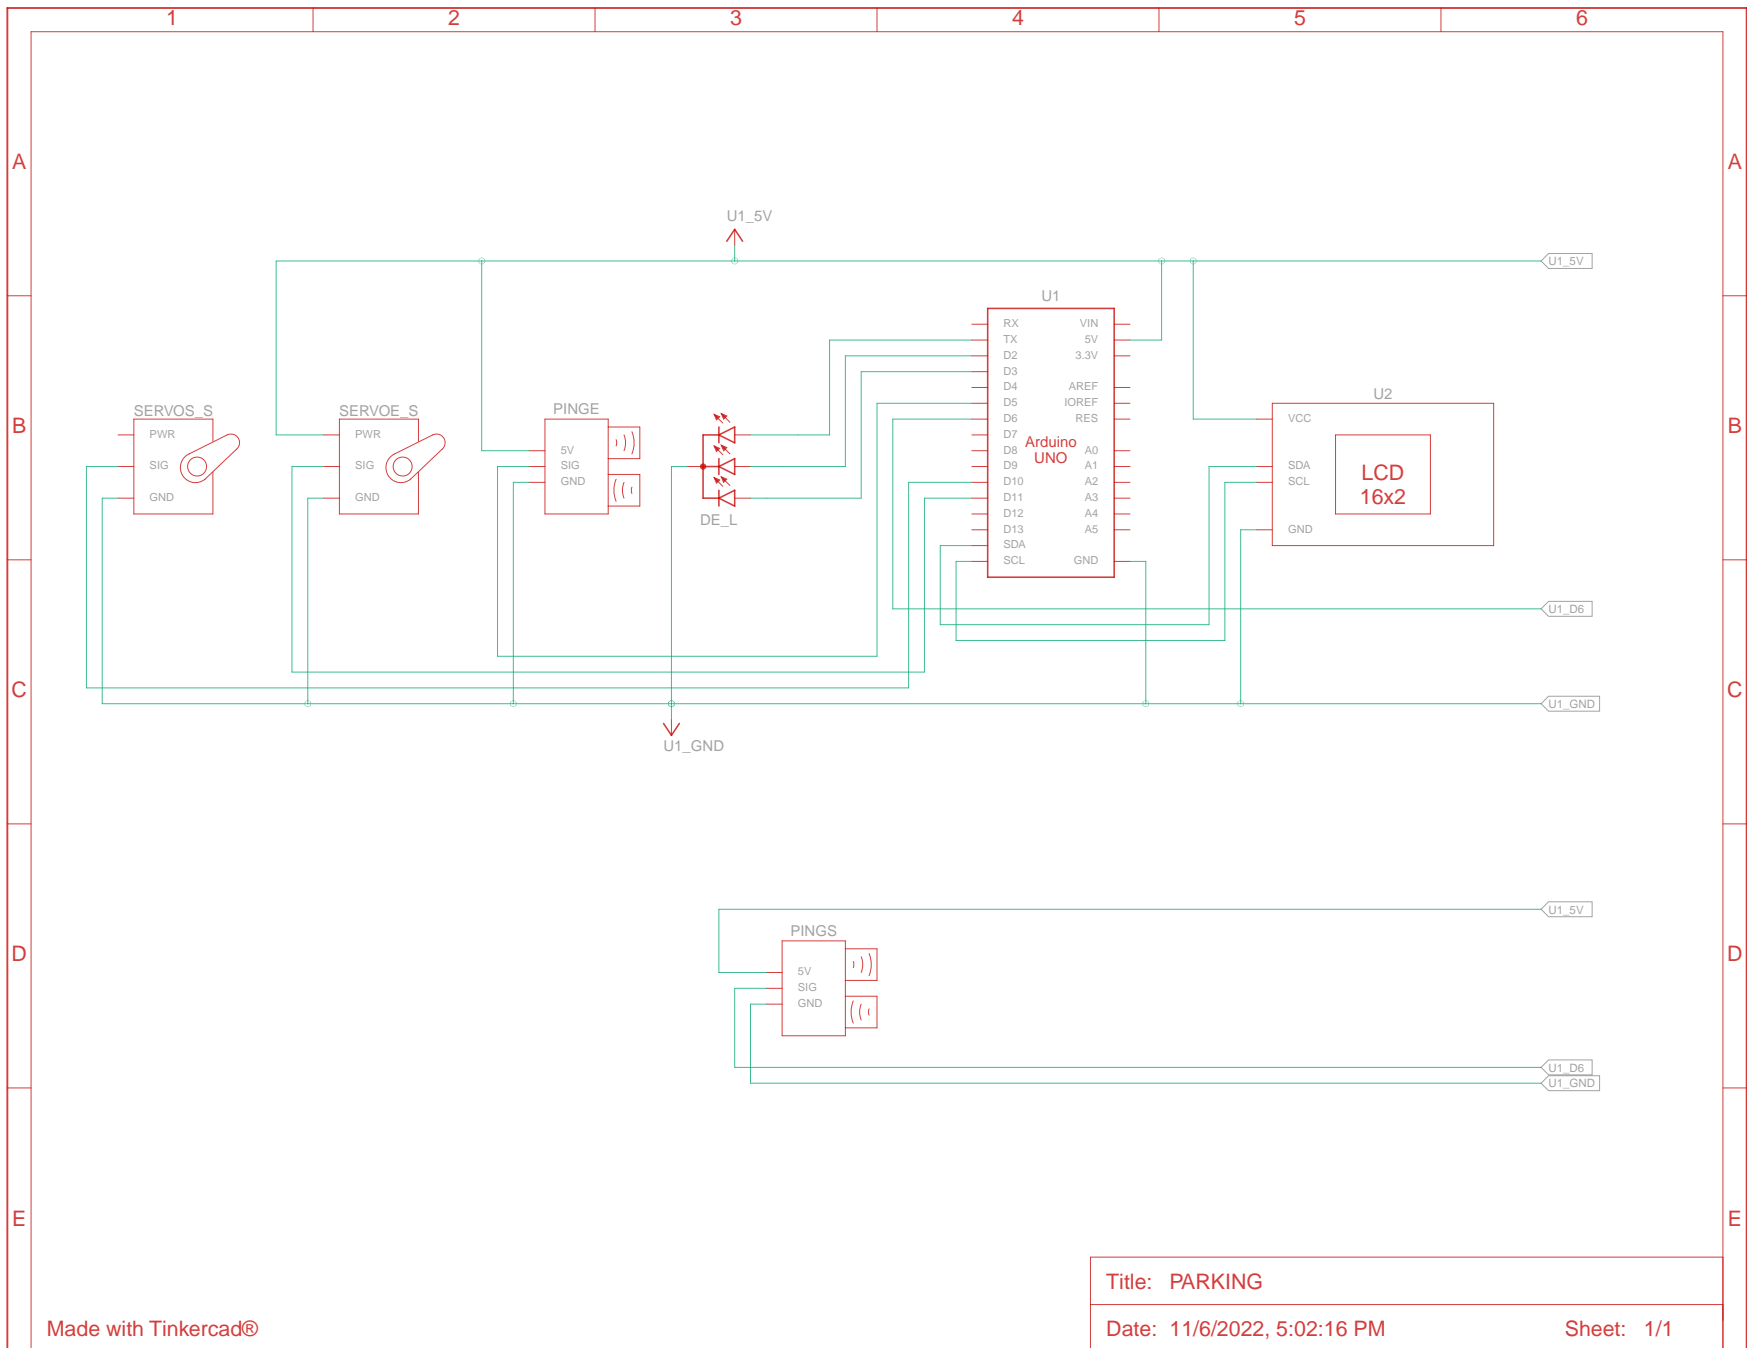 1 2 3 4 5 6
A A
U1_5V
U1_5V
B B
U1
RX VIN
TX 5V
D2 3.3V
D3
D4 AREF
D5 IOREF
D6 RES
D7
D8 A0
D9 A1
D10 A2
D11 A3
D12 A4
D13 A5
SDA
SCL GND
Arduino
UNO
SERVOS_S
PWR
SIG
GND
SERVOE_S
PWR
SIG
GND
PINGE
5V
SIG
GND
DE_L
U2
VCC
SDA
SCL
GND
LCD
16x2
U1_D6
C C
U1_GND
U1_GND
D D
U1_5V
PINGS
5V
SIG
GND
U1_D6
U1_GND
E E
Title: PARKING
Made with Tinkercad®
Date: 11/6/2022, 5:02:16 PM Sheet: 1/1